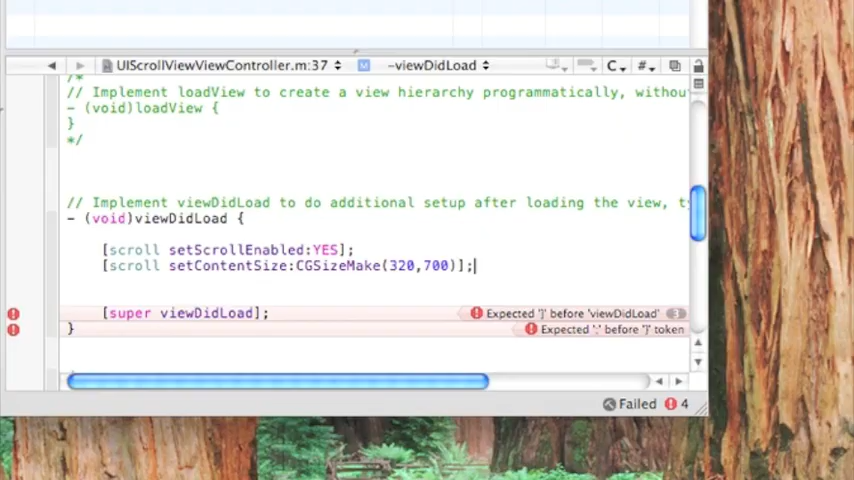 UIScrollViewViewController.m:37 M -viewDidLoad C #
/*
// Implement loadView to create a view hierarchy programmatically, withou
- (void)loadView {
}
*/
// Implement viewDidLoad to do additional setup after loading the view, ty
- (void)viewDidLoad {
[scroll setScrollEnabled:YES];
[scroll setContentSize:CGSizeMake(320,700)];
[super viewDidLoad]; Expected ']' before 'viewDidLoad' 3
} Expected ';' before '}' token
Failed 4